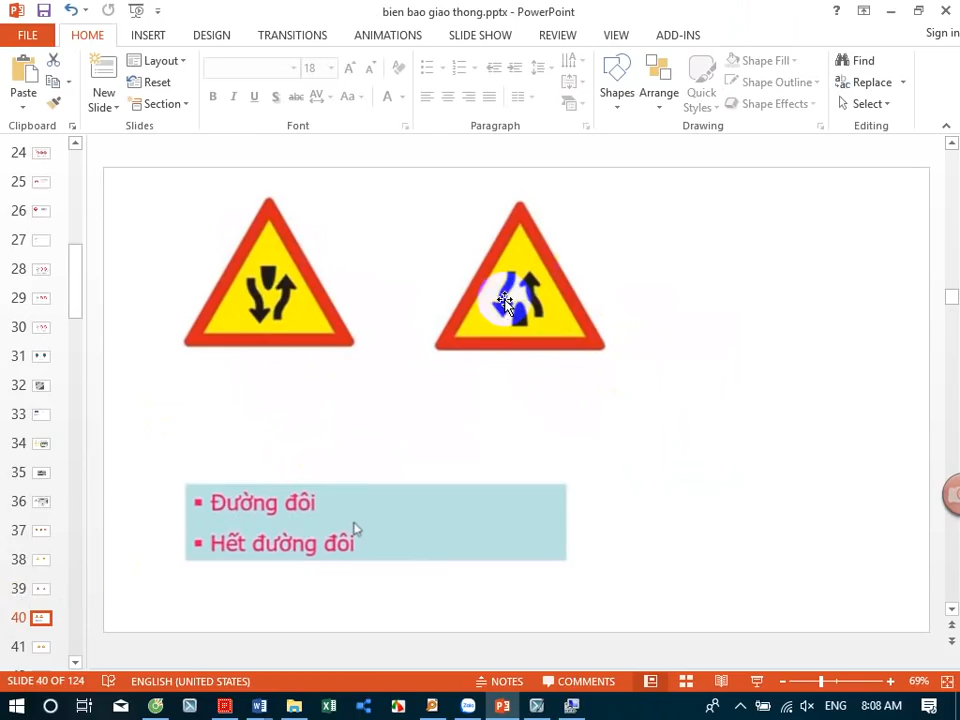 bien bao giao thong.pptx - PowerPoint
?
FILE HOME INSERT DESIGN TRANSITIONS ANIMATIONS SLIDE SHOW REVIEW VIEW ADD-INS Sign in
Paste
New Slide
Layout
Reset
Section
18
B I U S abc AV Aa A
Shapes
Arrange
Quick Styles
Shape Fill
Shape Outline
Shape Effects
Find
Replace
Select
Clipboard Slides Font Paragraph Drawing Editing
24
25
26
27
28
29
30
31
32
33
34
35
36
37
38
39
40
41
Đường đôi
Hết đường đôi
SLIDE 40 OF 124 ENGLISH (UNITED STATES) NOTES COMMENTS 69%
Zalo
8:08 AM